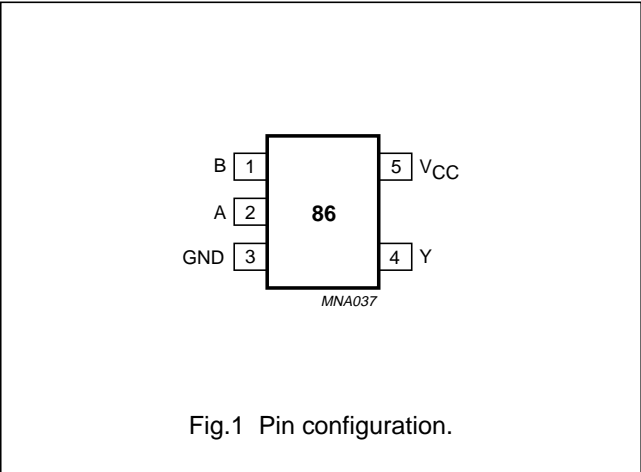 B 1 5 VCC
A 2 86
GND 3 4 Y
MNA037
Fig.1 Pin configuration.